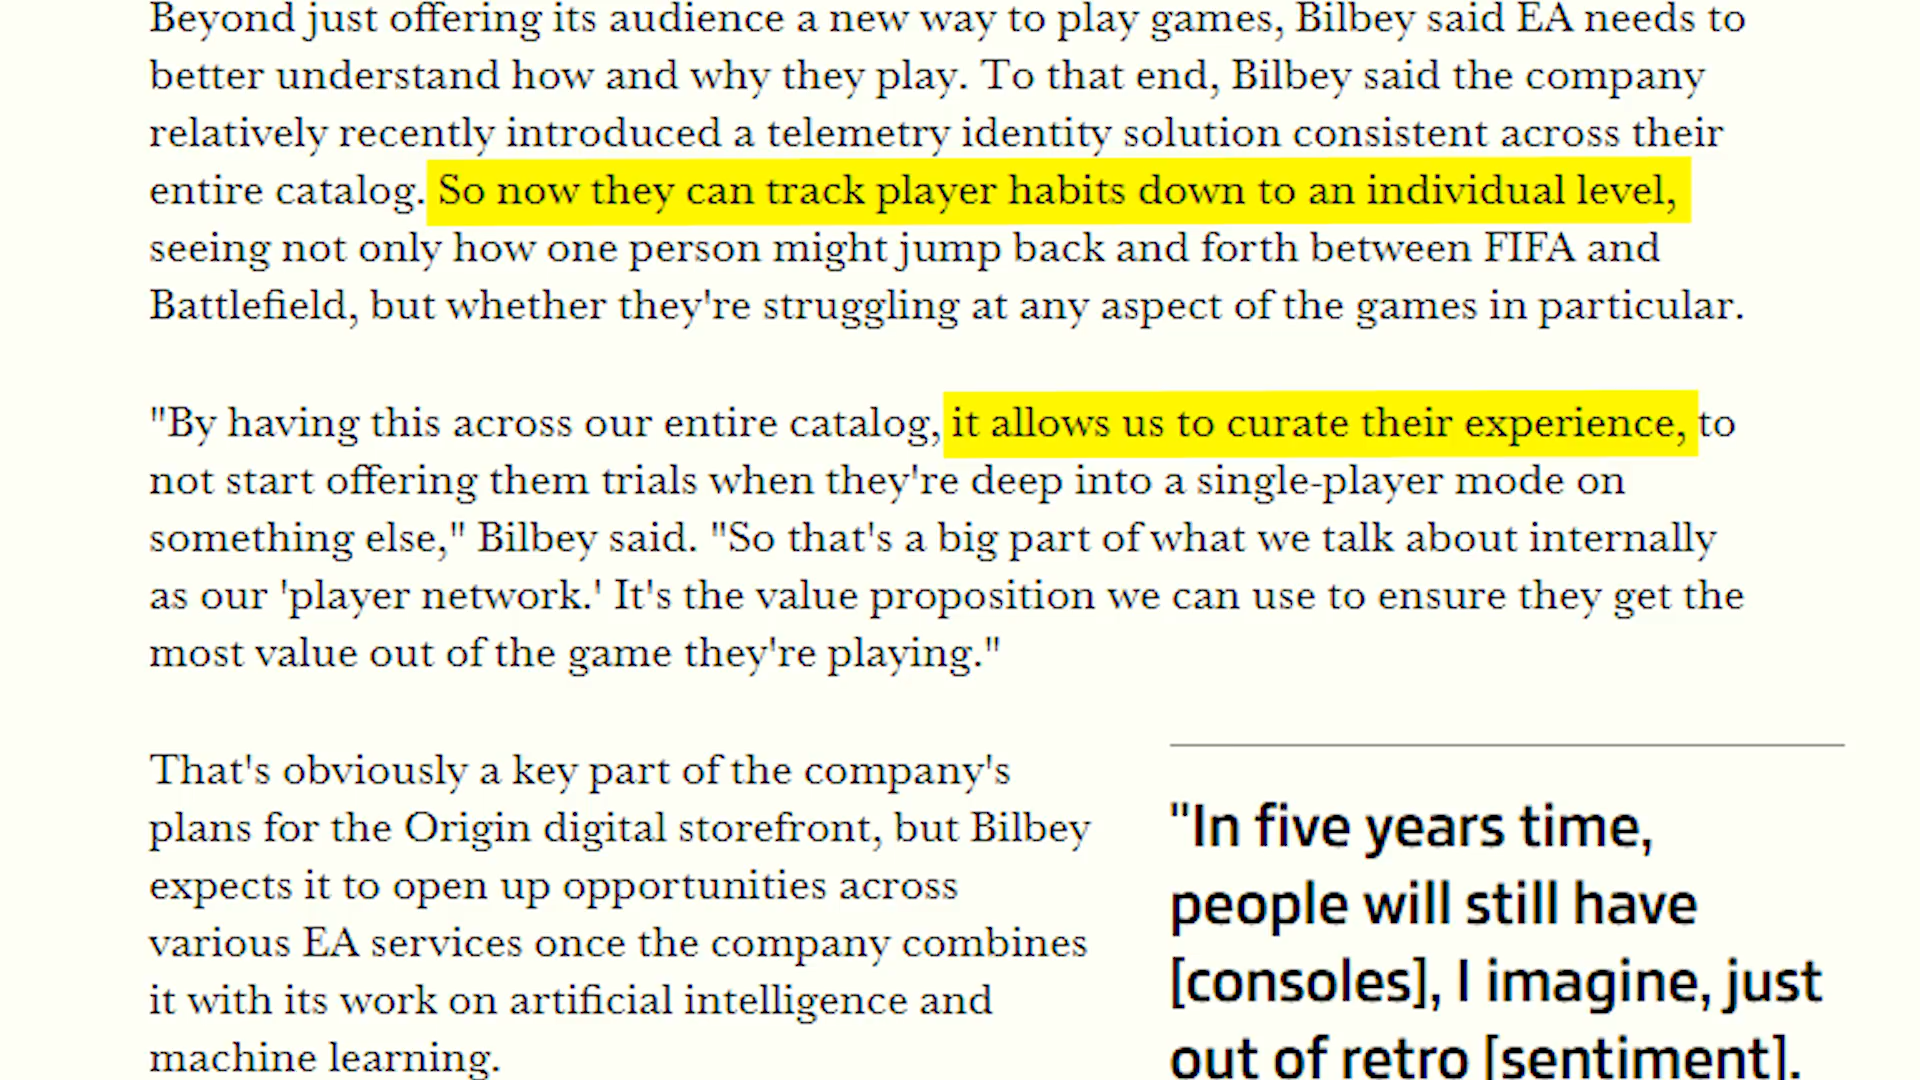 Beyond just offering its audience a new way to play games, Bilbey said EA needs to
better understand how and why they play. To that end, Bilbey said the company
relatively recently introduced a telemetry identity solution consistent across their
entire catalog. So now they can track player habits down to an individual level,
seeing not only how one person might jump back and forth between FIFA and
Battlefield, but whether they're struggling at any aspect of the games in particular.
"By having this across our entire catalog, it allows us to curate their experience, to
not start offering them trials when they're deep into a single-player mode on
something else," Bilbey said. "So that's a big part of what we talk about internally
as our 'player network.' It's the value proposition we can use to ensure they get the
most value out of the game they're playing."
That's obviously a key part of the company's
plans for the Origin digital storefront, but Bilbey
expects it to open up opportunities across
various EA services once the company combines
it with its work on artificial intelligence and
machine learning.
"In five years time,
people will still have
[consoles], I imagine, just
out of retro [sentiment].